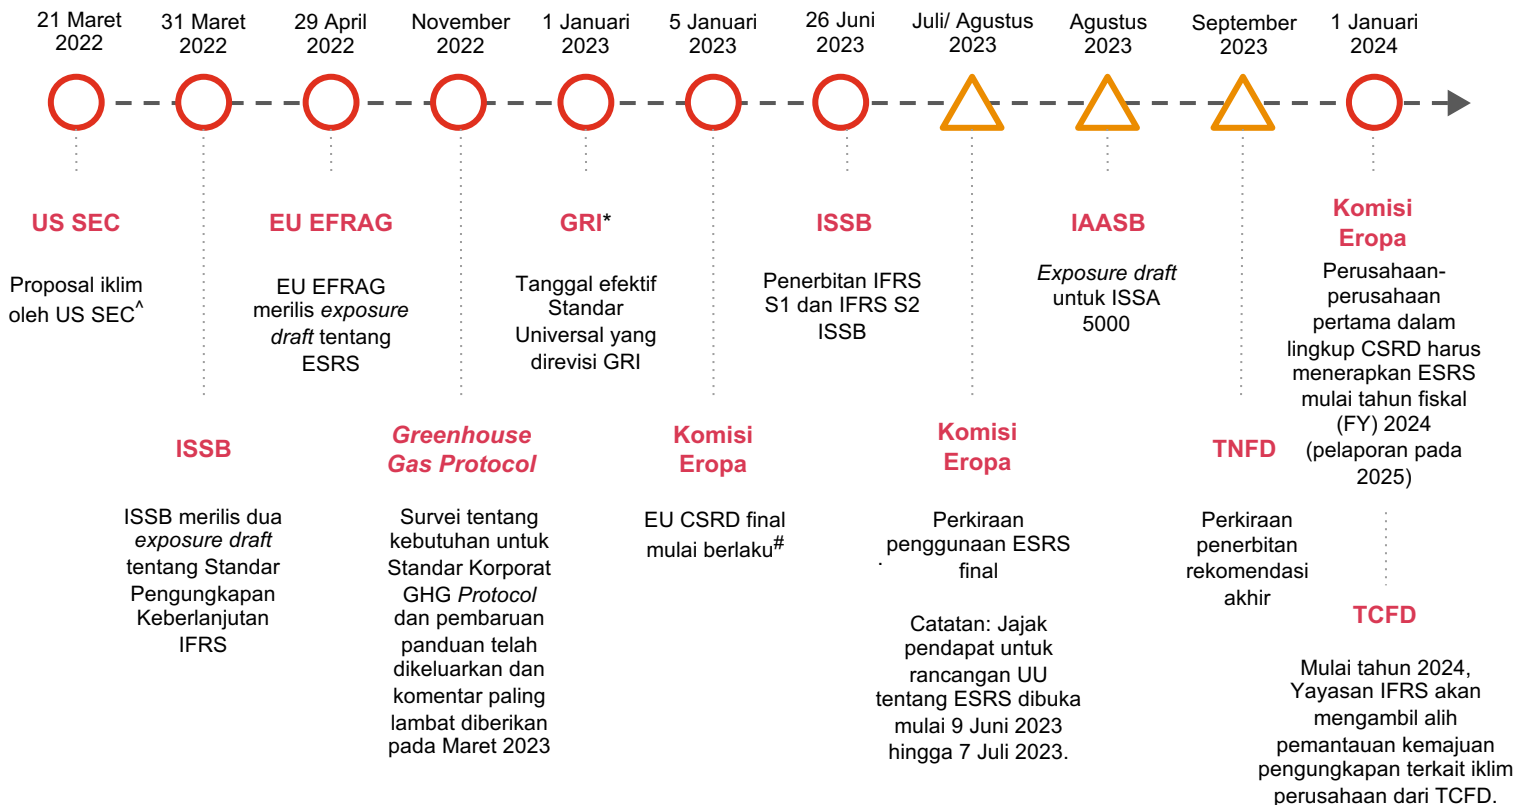 21 Maret
2022
31 Maret
2022
29 April
2022
November
2022
1 Januari
2023
5 Januari
2023
26 Juni
2023
Juli/ Agustus
2023
Agustus
2023
September
2023
1 Januari
2024
US SEC
Proposal iklim
oleh US SEC^
EU EFRAG
EU EFRAG
merilis exposure
draft tentang
ESRS
GRI*
Tanggal efektif
Standar
Universal yang
direvisi GRI
ISSB
Penerbitan IFRS
S1 dan IFRS S2
ISSB
IAASB
Exposure draft
untuk ISSA
5000
Komisi
Eropa
Perusahaan-
perusahaan
pertama dalam
lingkup CSRD harus
menerapkan ESRS
mulai tahun fiskal
(FY) 2024
(pelaporan pada
2025)
ISSB
ISSB merilis dua
exposure draft
tentang Standar
Pengungkapan
Keberlanjutan
IFRS
Greenhouse
Gas Protocol
Survei tentang
kebutuhan untuk
Standar Korporat
GHG Protocol
dan pembaruan
panduan telah
dikeluarkan dan
komentar paling
lambat diberikan
pada Maret 2023
Komisi
Eropa
EU CSRD final
mulai berlaku#
Komisi
Eropa
Perkiraan
penggunaan ESRS
final
.
Catatan: Jajak
pendapat untuk
rancangan UU
tentang ESRS dibuka
mulai 9 Juni 2023
hingga 7 Juli 2023.
TNFD
Perkiraan
penerbitan
rekomendasi
akhir
TCFD
Mulai tahun 2024,
Yayasan IFRS akan
mengambil alih
pemantauan kemajuan
pengungkapan terkait iklim
perusahaan dari TCFD.